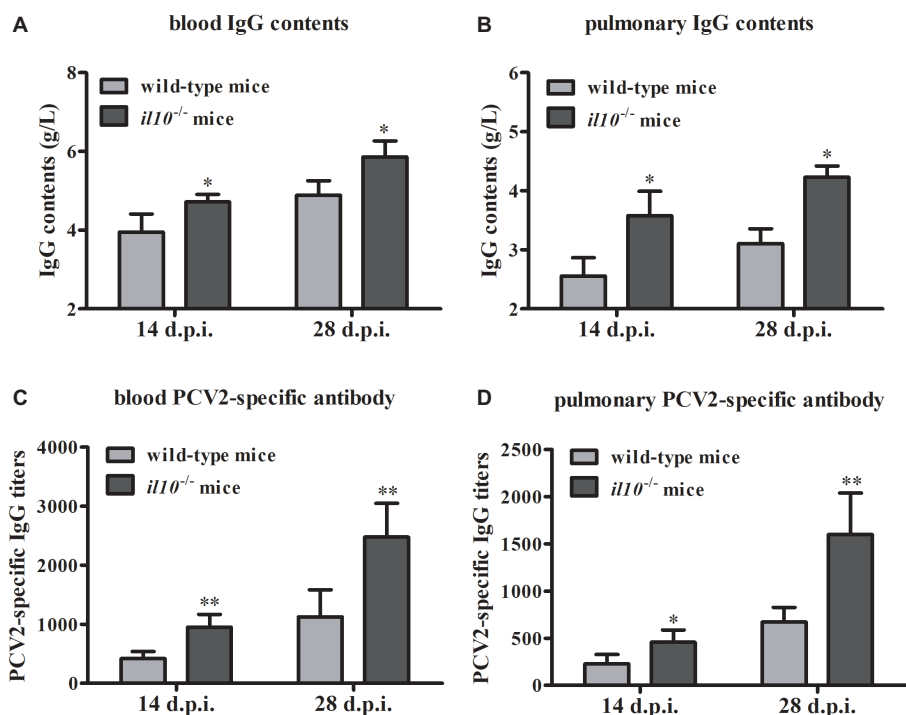 A
blood IgG contents
IgG contents (g/L)
8
6
4
2
wild-type mice
il10-/- mice
*
*
14 d.p.i.
28 d.p.i.
B
pulmonary IgG contents
IgG contents (g/L)
6
5
4
3
2
wild-type mice
il10-/- mice
*
*
14 d.p.i.
28 d.p.i.
C
blood PCV2-specific antibody
PCV2-specific IgG titers
4000
3000
2000
1000
0
wild-type mice
il10-/- mice
**
**
14 d.p.i.
28 d.p.i.
D
pulmonary PCV2-specific antibody
PCV2-specific IgG titers
2500
2000
1500
1000
500
0
wild-type mice
il10-/- mice
*
**
14 d.p.i.
28 d.p.i.